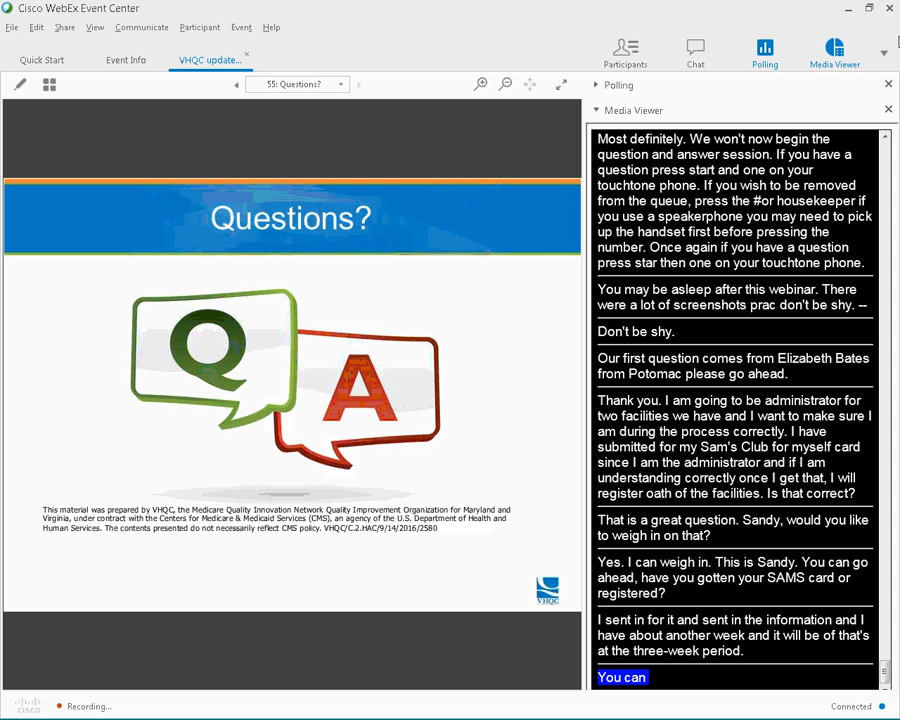 Cisco WebEx Event Center
File Edit Share View Communicate Participant Event Help
Quick Start Event Info VHQC update...
Participants Chat Polling Media Viewer
55: Questions?
Polling
Media Viewer
Questions?
Q
A
This material was prepared by VHQC, the Medicare Quality Innovation Network Quality Improvement Organization for Maryland and
Virginia, under contract with the Centers for Medicare & Medicaid Services (CMS), an agency of the U.S. Department of Health and
Human Services. The contents presented do not necessarily reflect CMS policy. VHQC/C.2.HAC/9/14/2016/2580
VHQC
Most definitely. We won't now begin the
question and answer session. If you have a
question press start and one on your
touchtone phone. If you wish to be removed
from the queue, press the #or housekeeper if
you use a speakerphone you may need to pick
up the handset first before pressing the
number. Once again if you have a question
press star then one on your touchtone phone.
You may be asleep after this webinar. There
were a lot of screenshots prac don't be shy. --
Don't be shy.
Our first question comes from Elizabeth Bates
from Potomac please go ahead.
Thank you. I am going to be administrator for
two facilities we have and I want to make sure I
am during the process correctly. I have
submitted for my Sam's Club for myself card
since I am the administrator and if I am
understanding correctly once I get that, I will
register oath of the facilities. Is that correct?
That is a great question. Sandy, would you like
to weigh in on that?
Yes. I can weigh in. This is Sandy. You can go
ahead, have you gotten your SAMS card or
registered?
I sent in for it and sent in the information and I
have about another week and it will be of that's
at the three-week period.
You can
cisco
Recording...
Connected